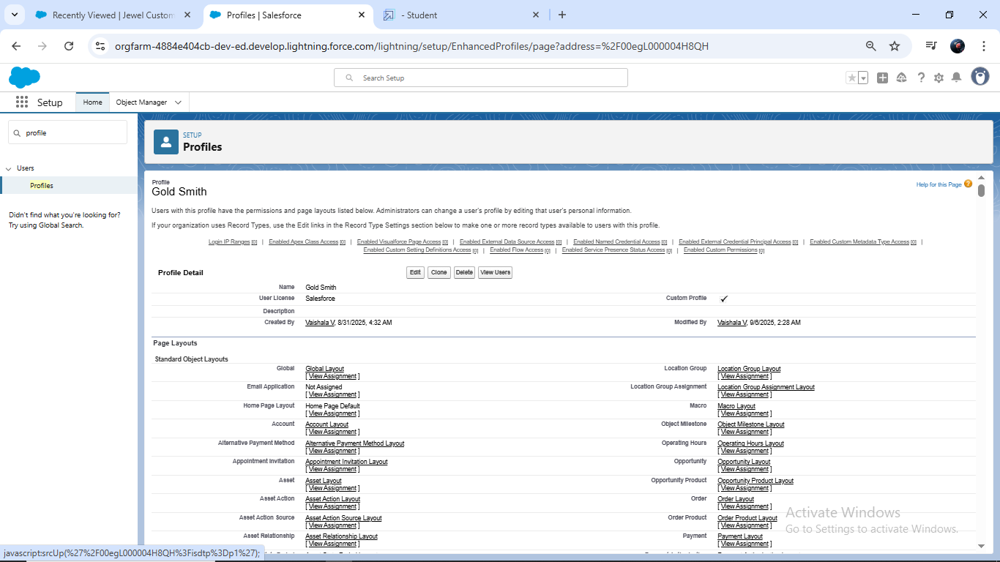 Recently Viewed | Jewel Custom
Profiles | Salesforce
- Student
orgfarm-4884e404cb-dev-ed.develop.lightning.force.com/lightning/setup/EnhancedProfiles/page?address=%2F00egL000004H8QH
Search Setup
Setup
Home
Object Manager
profile
Users
Profiles
Didn't find what you're looking for?
Try using Global Search.
SETUP
Profiles
Profile
Gold Smith
Help for this Page
Users with this profile have the permissions and page layouts listed below. Administrators can change a user's profile by editing that user's personal information.
If your organization uses Record Types, use the Edit links in the Record Type Settings section below to make one or more record types available to users with this profile.
Login IP Ranges [0] | Enabled Apex Class Access [0] | Enabled Visualforce Page Access [0] | Enabled External Data Source Access [0] | Enabled Named Credential Access [0] | Enabled External Credential Principal Access [0] | Enabled Custom Metadata Type Access [0] |
Enabled Custom Setting Definitions Access [0] | Enabled Flow Access [0] | Enabled Service Presence Status Access [0] | Enabled Custom Permissions [0]
Profile Detail Edit Clone Delete View Users
Name Gold Smith
User License Salesforce Custom Profile ✓
Description
Created By Vaishala V, 8/31/2025, 4:32 AM Modified By Vaishala V, 9/6/2025, 2:28 AM
Page Layouts
Standard Object Layouts
Global Global Layout Location Group Location Group Layout
[ View Assignment ] [ View Assignment ]
Email Application Not Assigned Location Group Assignment Location Group Assignment Layout
[ View Assignment ] [ View Assignment ]
Home Page Layout Home Page Default Macro Macro Layout
[ View Assignment ] [ View Assignment ]
Account Account Layout Object Milestone Object Milestone Layout
[ View Assignment ] [ View Assignment ]
Alternative Payment Method Alternative Payment Method Layout Operating Hours Operating Hours Layout
[ View Assignment ] [ View Assignment ]
Appointment Invitation Appointment Invitation Layout Opportunity Opportunity Layout
[ View Assignment ] [ View Assignment ]
Asset Asset Layout Opportunity Product Opportunity Product Layout
[ View Assignment ] [ View Assignment ]
Asset Action Asset Action Layout Order Order Layout
[ View Assignment ] [ View Assignment ]
Asset Action Source Asset Action Source Layout Order Product Order Product Layout
[ View Assignment ] [ View Assignment ]
Asset Relationship Asset Relationship Layout Payment Payment Layout
[ View Assignment ] [ View Assignment ]
Activate Windows
Go to Settings to activate Windows.
javascript:srcUp(%27%2F00egL000004H8QH%3Fisdtp%3Dp1%27);